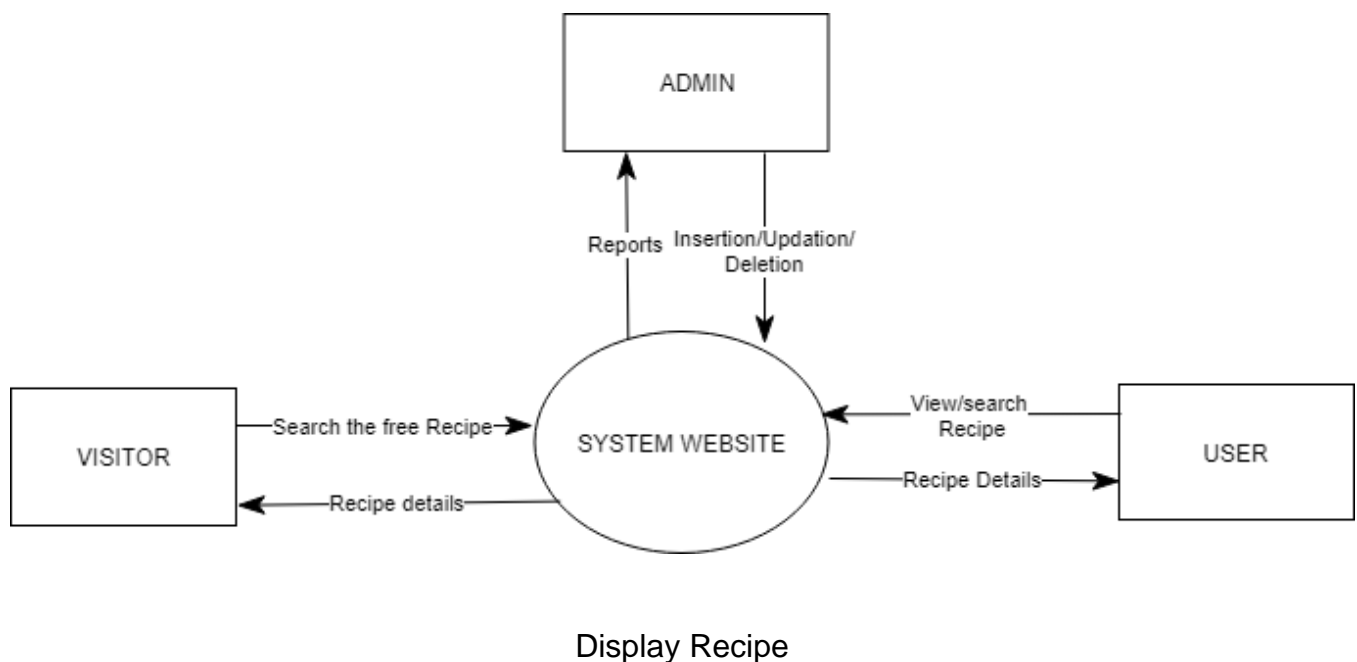 ADMIN
Reports
Insertion/Updation/
Deletion
VISITOR
Search the free Recipe
Recipe details
SYSTEM WEBSITE
View/search
Recipe
Recipe Details
USER
Display Recipe